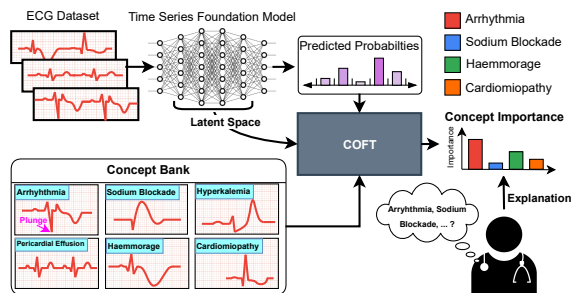 ECG Dataset
Time Series Foundation Model
Latent Space
Predicted Probabilties
COFT
Arrhythmia
Sodium Blockade
Haemmorage
Cardiomiopathy
Concept Importance
Importance
Explanation
Arryhthmia, Sodium
Blockade, ... ?
Concept Bank
Arrhyhthmia
Plunge
Sodium Blockade
Hyperkalemia
Pericardial Effusion
Haemmorage
Cardiomiopathy